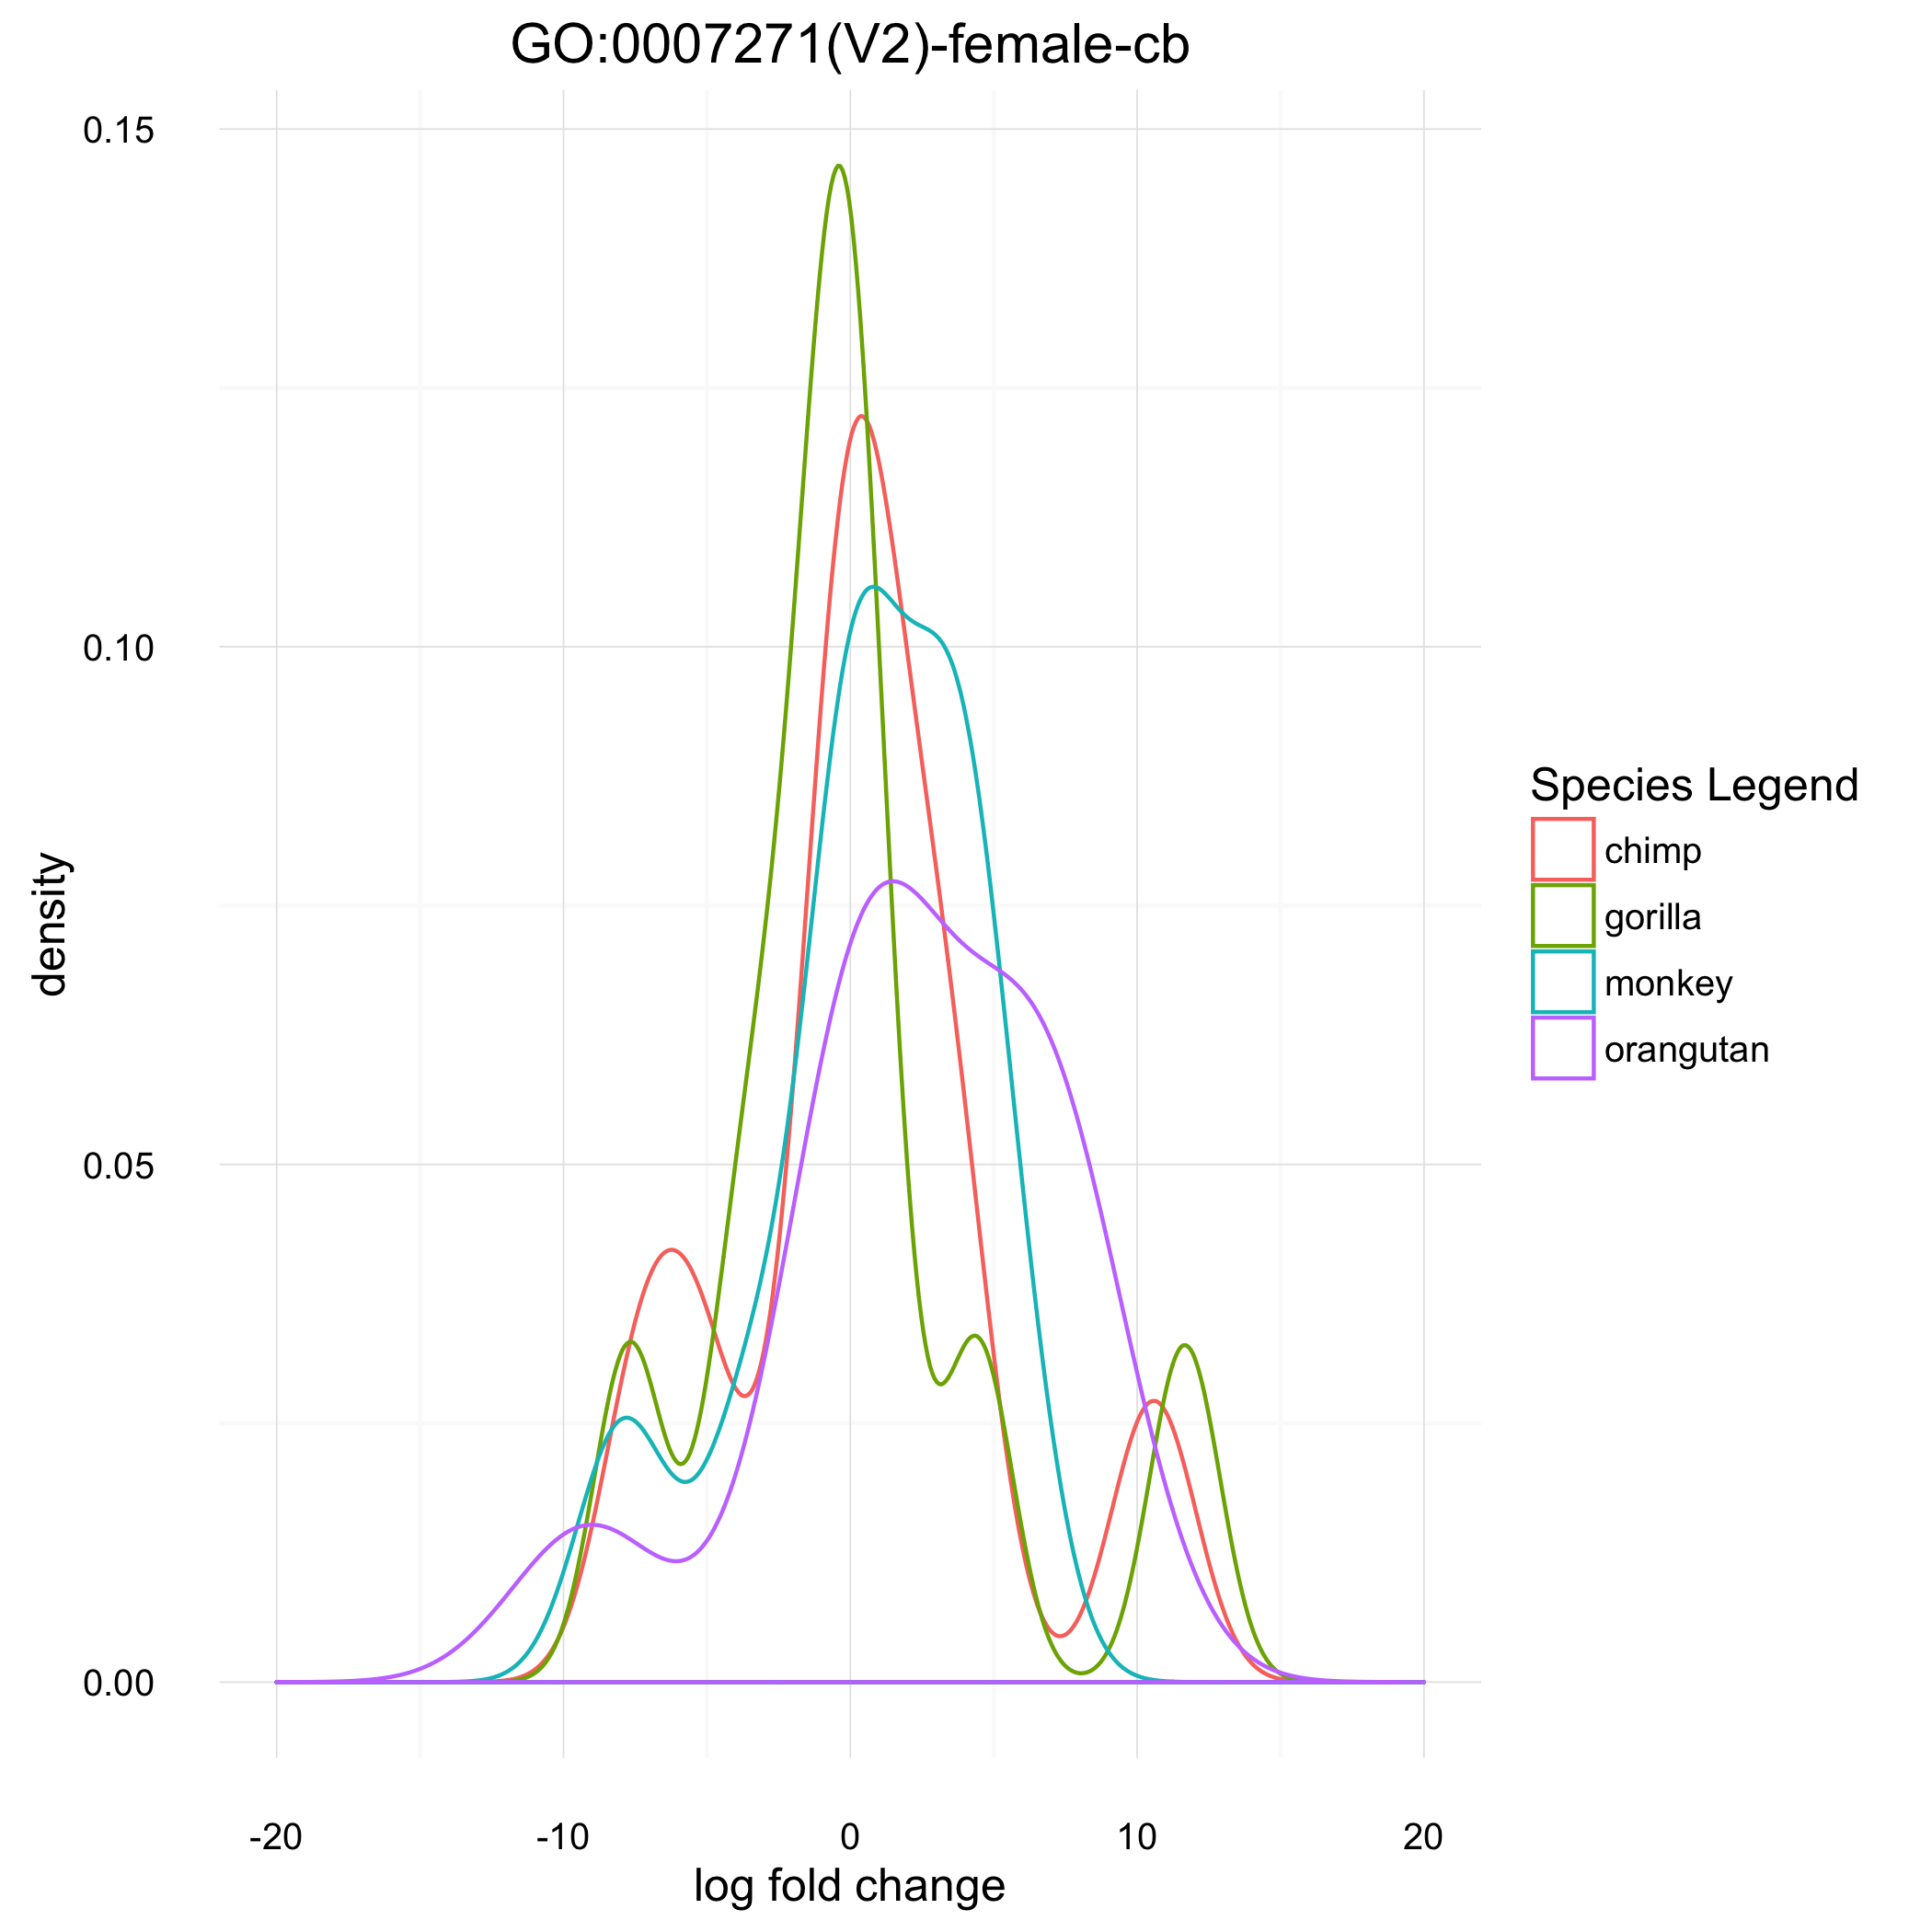 GO:0007271(V2)-female-cb
0.15
0.10
0.05
0.00
density
-20 -10 0 10 20
log fold change
Species Legend
chimp
gorilla
monkey
orangutan